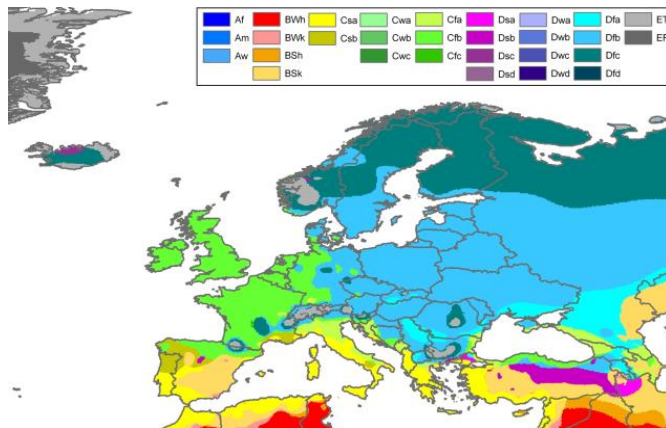 Af BWh Csa Cwa Cfa Dsa Dwa Dfa ET
Am BWk Csb Cwb Cfb Dsb Dwb Dfb EF
Aw BSh Cwc Cfc Dsc Dwc Dfc
BSk Dsd Dwd Dfd